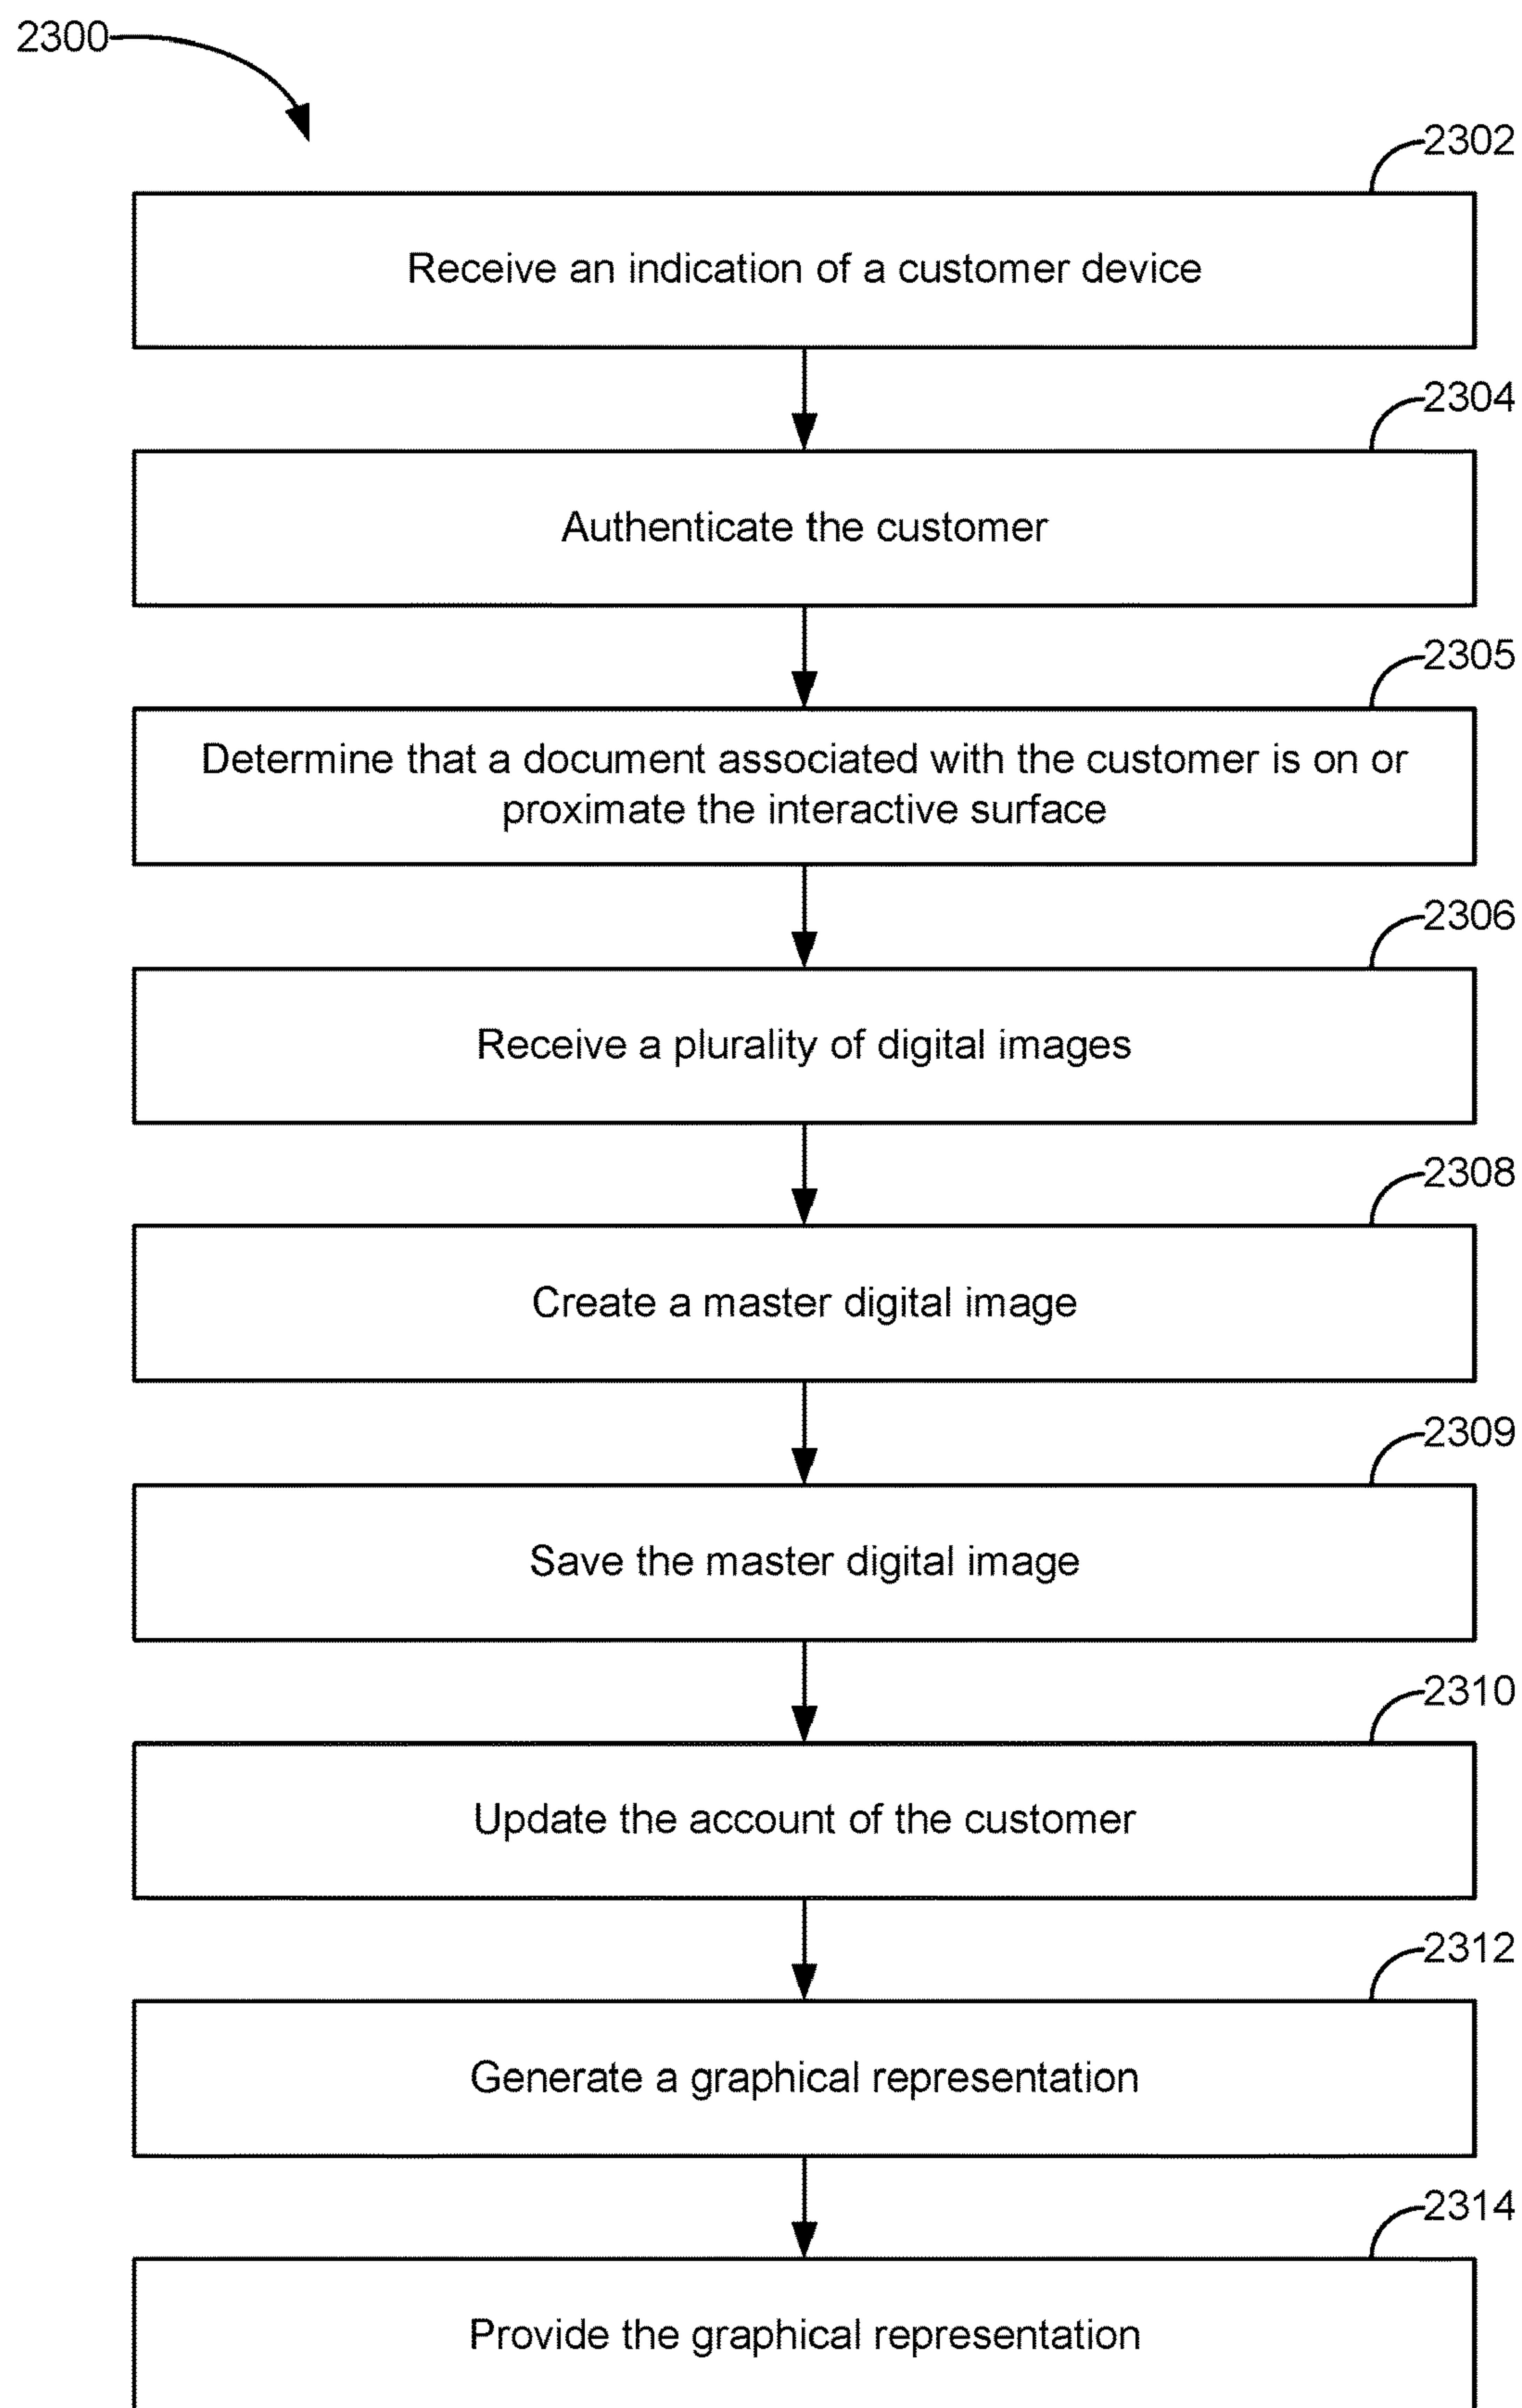 2300
2302
Receive an indication of a customer device
2304
Authenticate the customer
2305
Determine that a document associated with the customer is on or
proximate the interactive surface
2306
Receive a plurality of digital images
2308
Create a master digital image
2309
Save the master digital image
2310
Update the account of the customer
2312
Generate a graphical representation
2314
Provide the graphical representation